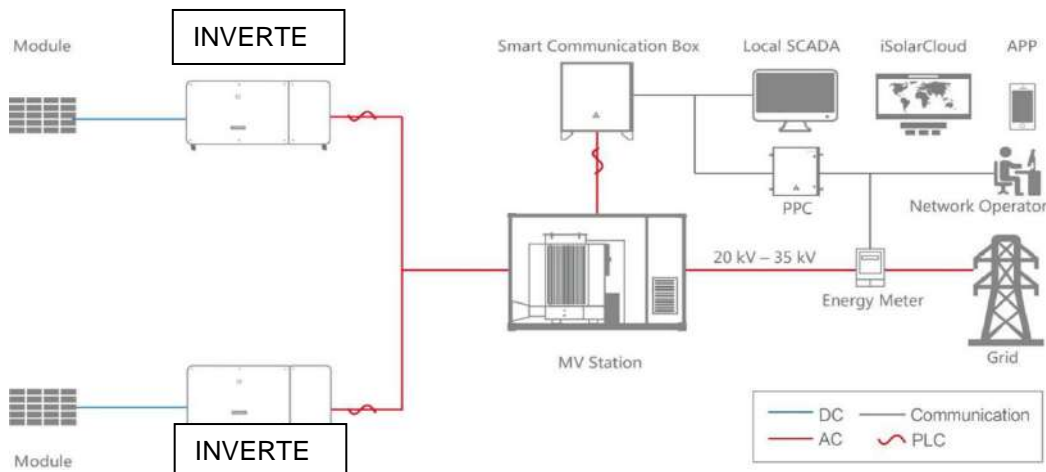 Module
INVERTE
Smart Communication Box
Local SCADA
iSolarCloud
APP
PPC
Network Operator
20 kV – 35 kV
Energy Meter
MV Station
Grid
INVERTE
Module
DC
Communication
AC
PLC